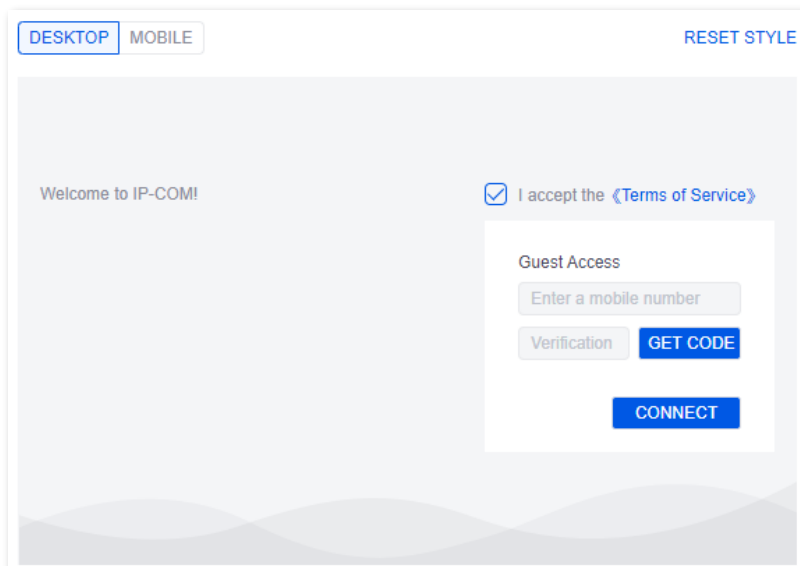 DESKTOP MOBILE RESET STYLE
Welcome to IP-COM!
I accept the 《Terms of Service》
Guest Access
Enter a mobile number
Verification GET CODE
CONNECT